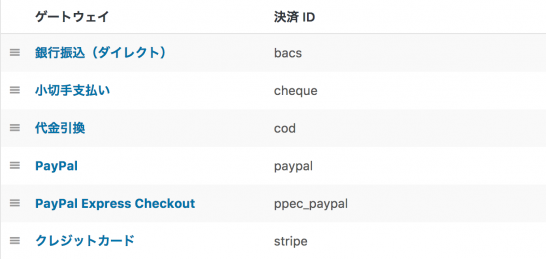 ゲートウェイ 決済 ID
銀行振込（ダイレクト） bacs
小切手支払い cheque
代金引換 cod
PayPal paypal
PayPal Express Checkout ppec_paypal
クレジットカード stripe